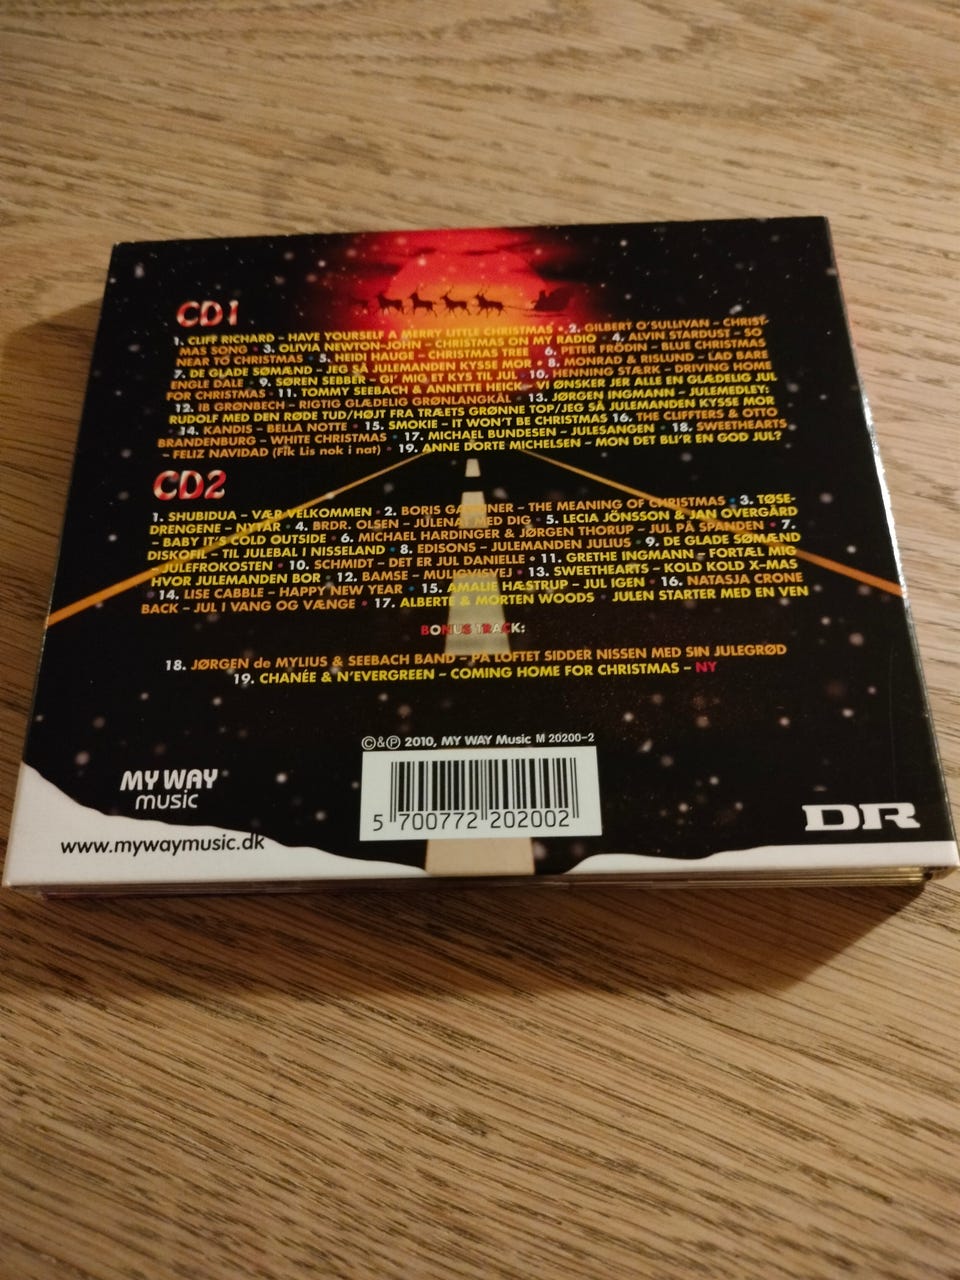 CD1
1. CLIFF RICHARD – HAVE YOURSELF A MERRY LITTLE CHRISTMAS • 2. GILBERT O'SULLIVAN – CHRIST-
MAS SONG • 3. OLIVIA NEWTON-JOHN – CHRISTMAS ON MY RADIO • 4. ALVIN STARDUST – SO
NEAR TO CHRISTMAS • 5. HEIDI HAUGE – CHRISTMAS TREE • 6. PETER FRÖDIN – BLUE CHRISTMAS
7. DE GLADE SØMÆND – JEG SÅ JULEMANDEN KYSSE MOR • 8. MONRAD & RISLUND – LAD BARE
ENGLE DALE • 9. SØREN SEBBER – GI' MIG ET KYS TIL JUL • 10. HENNING STÆRK – DRIVING HOME
FOR CHRISTMAS • 11. TOMMY SEEBACH & ANNETTE HEICK – VI ØNSKER JER ALLE EN GLÆDELIG JUL
12. IB GRØNBECH – RIGTIG GLÆDELIG GRØNLANGKÅL • 13. JØRGEN INGMANN – JULEMEDLEY:
RUDOLF MED DEN RØDE TUD/HØJT FRA TRÆETS GRØNNE TOP/JEG SÅ JULEMANDEN KYSSE MOR
• 14. KANDIS – BELLA NOTTE • 15. SMOKIE – IT WON'T BE CHRISTMAS 16. THE CLIFFTERS & OTTO
BRANDENBURG – WHITE CHRISTMAS • 17. MICHAEL BUNDESEN – JULESANGEN • 18. SWEETHEARTS
– FELIZ NAVIDAD (Fik Lis nok i nat) • 19. ANNE DORTE MICHELSEN – MON DET BLI'R EN GOD JUL?
CD2
1. SHUBIDUA – VÆR VELKOMMEN • 2. BORIS GARDINER – THE MEANING OF CHRISTMAS • 3. TØSE-
DRENGENE – NYTÅR • 4. BRDR. OLSEN – JULENAT MED DIG • 5. LECIA JÖNSSON & JAN OVERGÅRD
– BABY IT'S COLD OUTSIDE • 6. MICHAEL HARDINGER & JØRGEN THORUP – JUL PÅ SPANDEN • 7.
DISKOFIL – TIL JULEBAL I NISSELAND • 8. EDISONS – JULEMANDEN JULIUS • 9. DE GLADE SØMÆND
– JULEFROKOSTEN • 10. SCHMIDT – DET ER JUL DANIELLE • 11. GRETHE INGMANN – FORTÆL MIG
HVOR JULEMANDEN BOR • 12. BAMSE – MULIGVISVEJ • 13. SWEETHEARTS – KOLD KOLD X-MAS
• 14. LISE CABBLE – HAPPY NEW YEAR • 15. AMALIE HÆSTRUP – JUL IGEN • 16. NATASJA CRONE
BACK – JUL I VANG OG VÆNGE • 17. ALBERTE & MORTEN WOODS – JULEN STARTER MED EN VEN
BONUS TRACK:
18. JØRGEN de MYLIUS & SEEBACH BAND – PÅ LOFTET SIDDER NISSEN MED SIN JULEGRØD
19. CHANÉE & N'EVERGREEN – COMING HOME FOR CHRISTMAS – NY
©&℗ 2010, MY WAY Music M 20200-2
MY WAY
music
5 700772 202002
DR
www.mywaymusic.dk